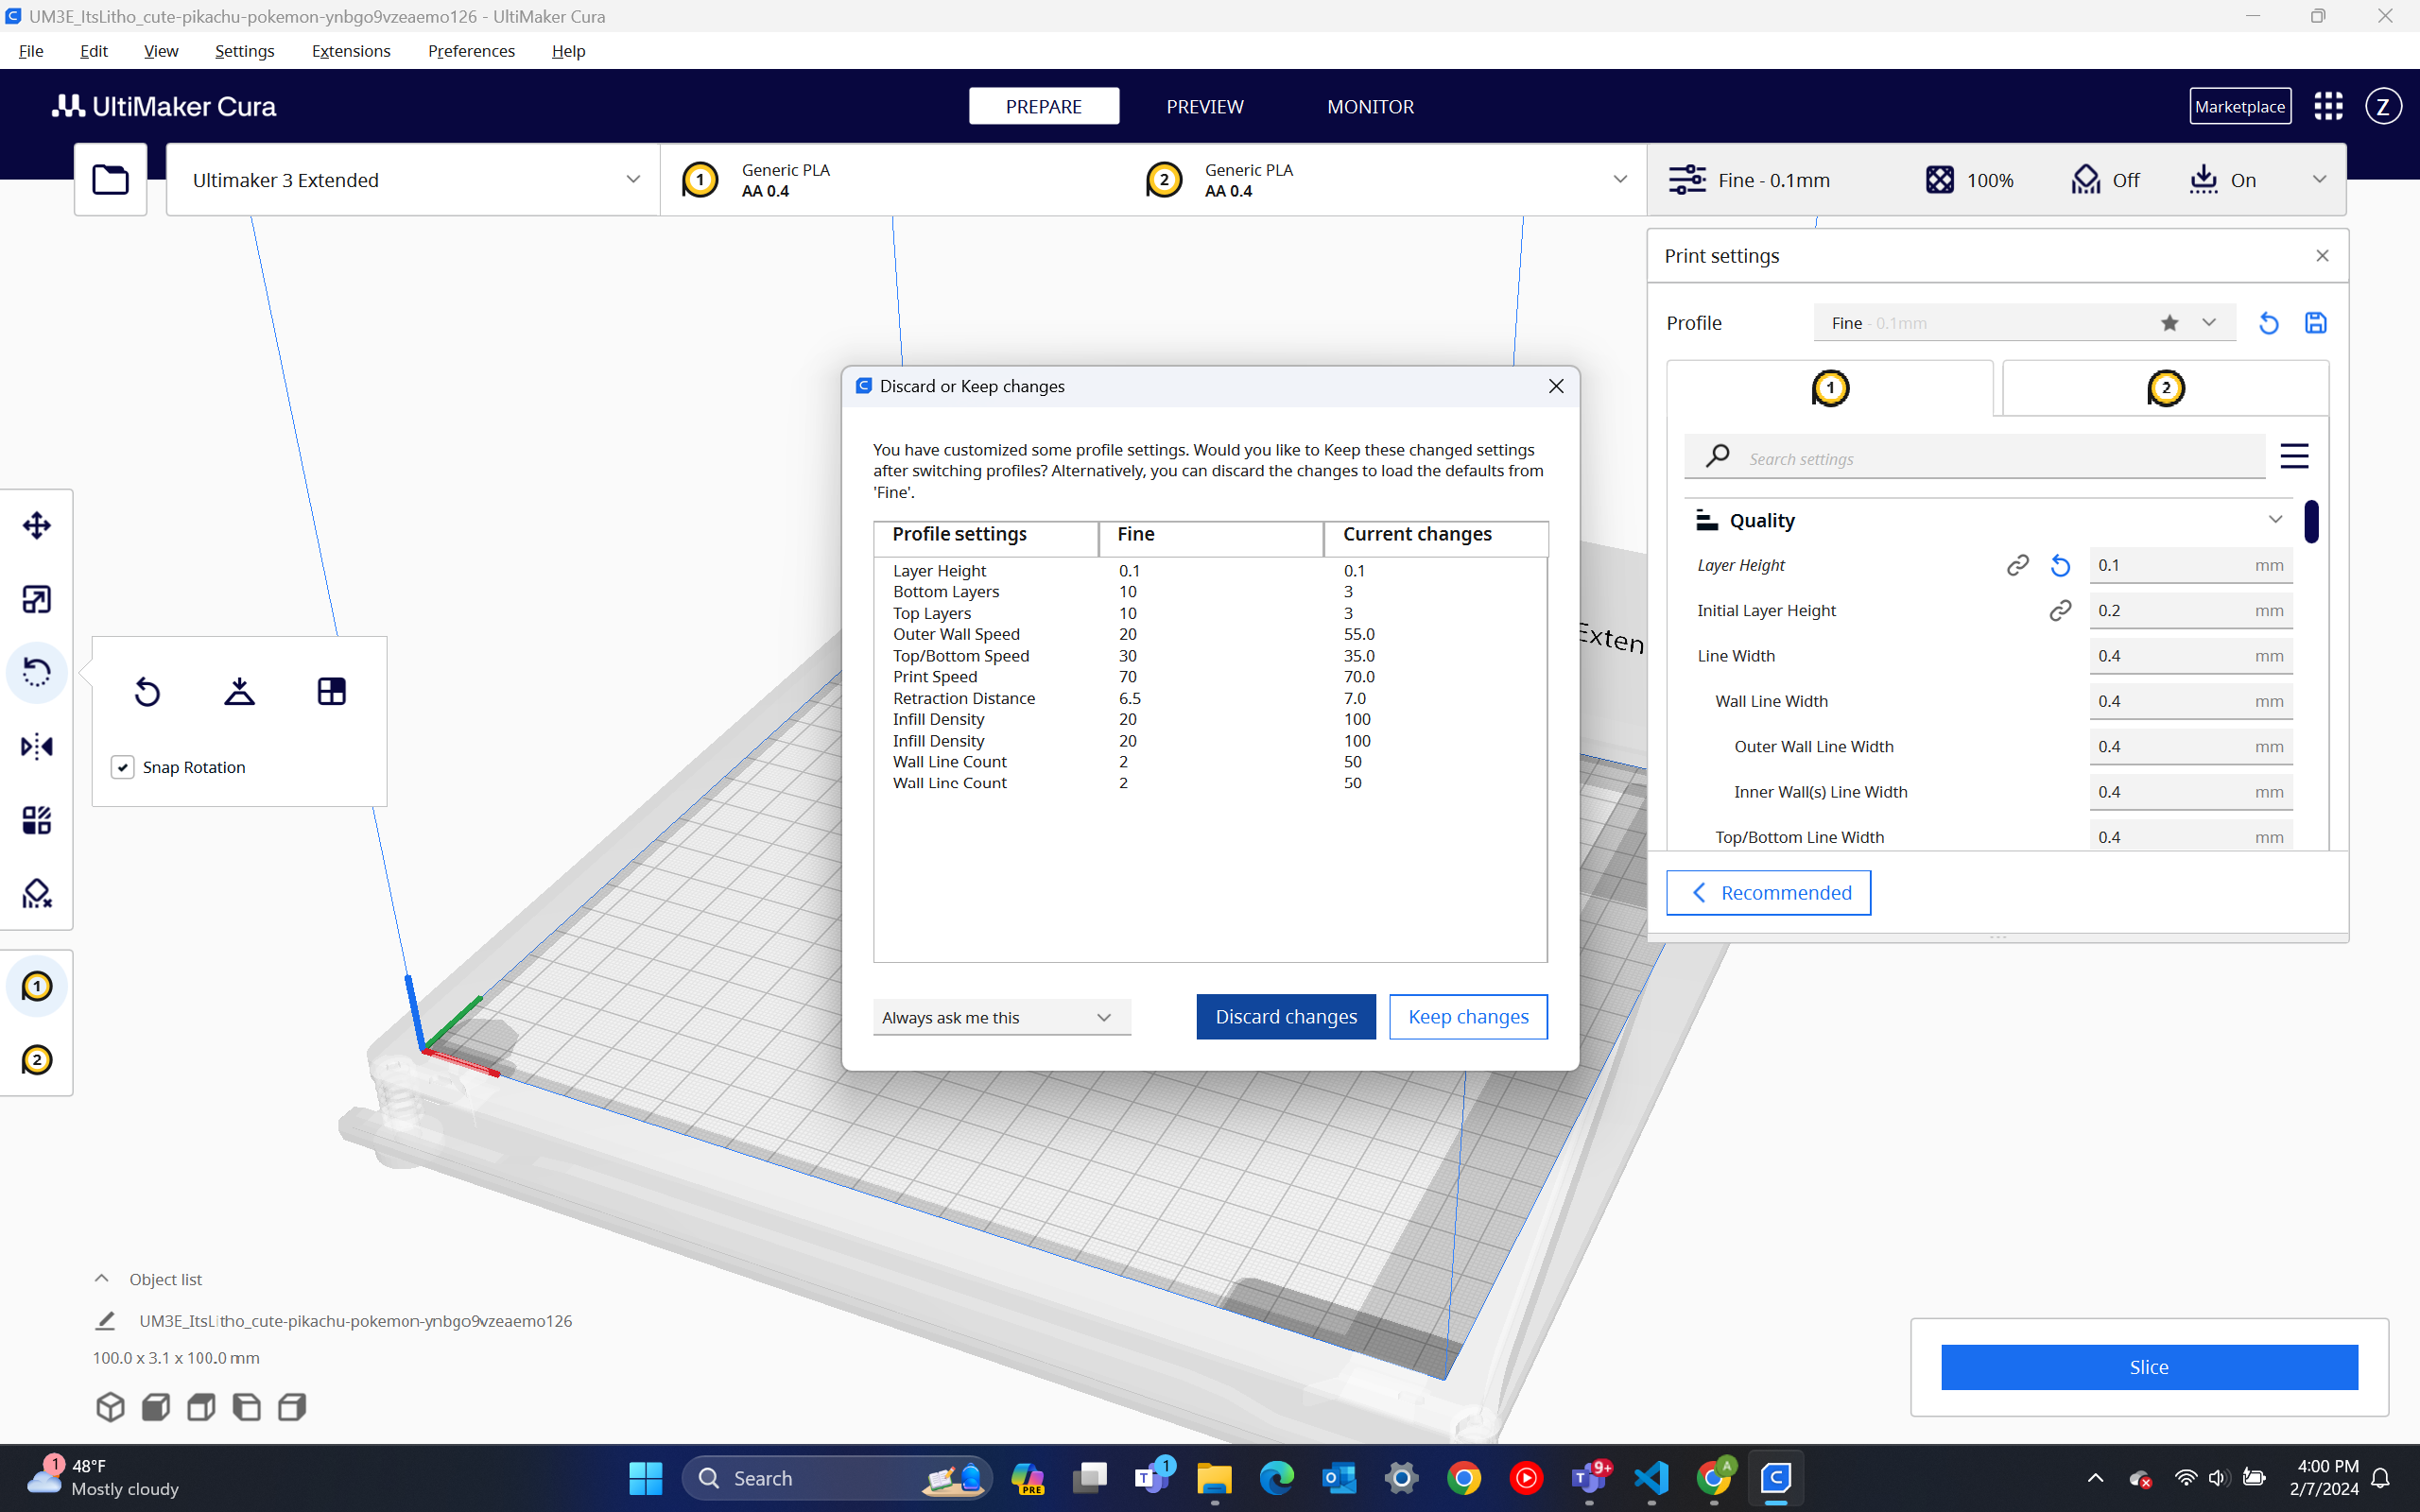 UM3E_ItsLitho_cute-pikachu-pokemon-ynbgo9vzeaemo126 - UltiMaker Cura
File Edit View Settings Extensions Preferences Help
UltiMaker Cura
PREPARE PREVIEW MONITOR
Marketplace
Z
Ultimaker 3 Extended
1
Generic PLA
AA 0.4
2
Generic PLA
AA 0.4
Fine - 0.1mm
100%
Off
On
Print settings
Profile
Fine - 0.1mm
1
2
Search settings
Quality
Layer Height 0.1 mm
Initial Layer Height 0.2 mm
Line Width 0.4 mm
Wall Line Width 0.4 mm
Outer Wall Line Width 0.4 mm
Inner Wall(s) Line Width 0.4 mm
Top/Bottom Line Width 0.4 mm
Recommended
Discard or Keep changes
You have customized some profile settings. Would you like to Keep these changed settings
after switching profiles? Alternatively, you can discard the changes to load the defaults from
'Fine'.
Profile settings Fine Current changes
Layer Height 0.1 0.1
Bottom Layers 10 3
Top Layers 10 3
Outer Wall Speed 20 55.0
Top/Bottom Speed 30 35.0
Print Speed 70 70.0
Retraction Distance 6.5 7.0
Infill Density 20 100
Infill Density 20 100
Wall Line Count 2 50
Wall Line Count 2 50
Always ask me this
Discard changes
Keep changes
Exten
Snap Rotation
1
2
Object list
UM3E_ItsLitho_cute-pikachu-pokemon-ynbgo9vzeaemo126
100.0 x 3.1 x 100.0 mm
Slice
1
48°F
Mostly cloudy
Search
PRE
1
9+
A
4:00 PM
2/7/2024